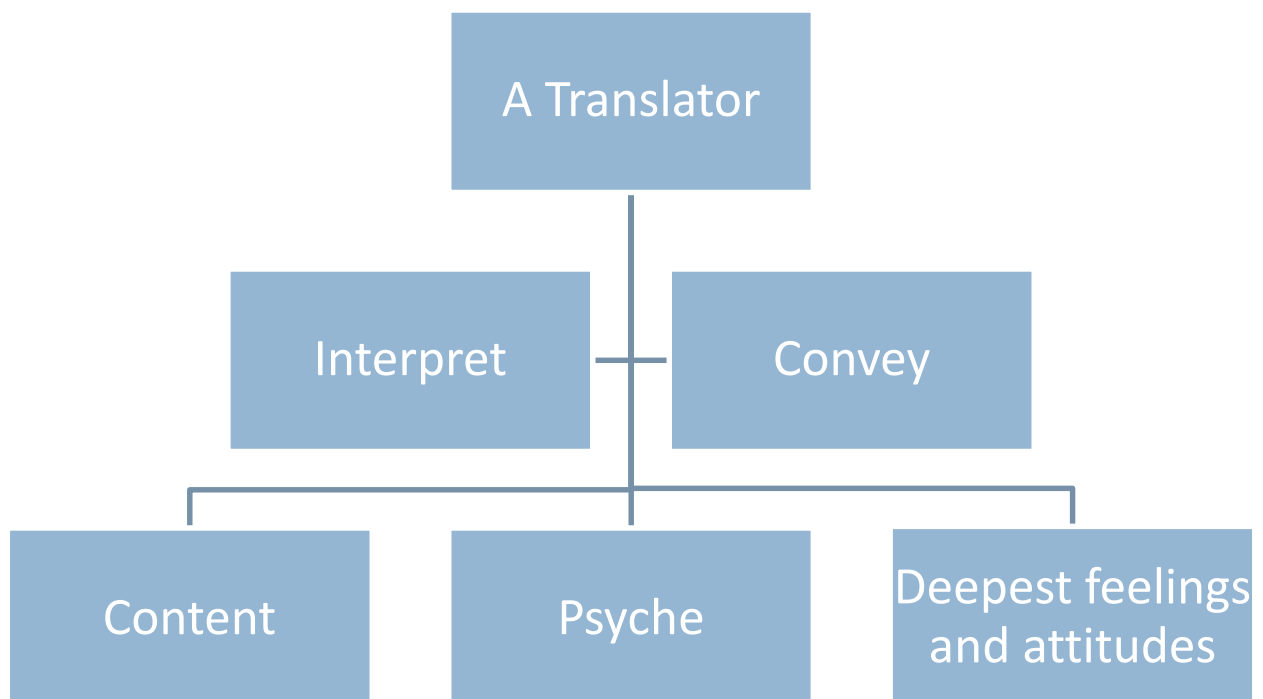 A Translator
Interpret
Convey
Content
Psyche
Deepest feelings
and attitudes